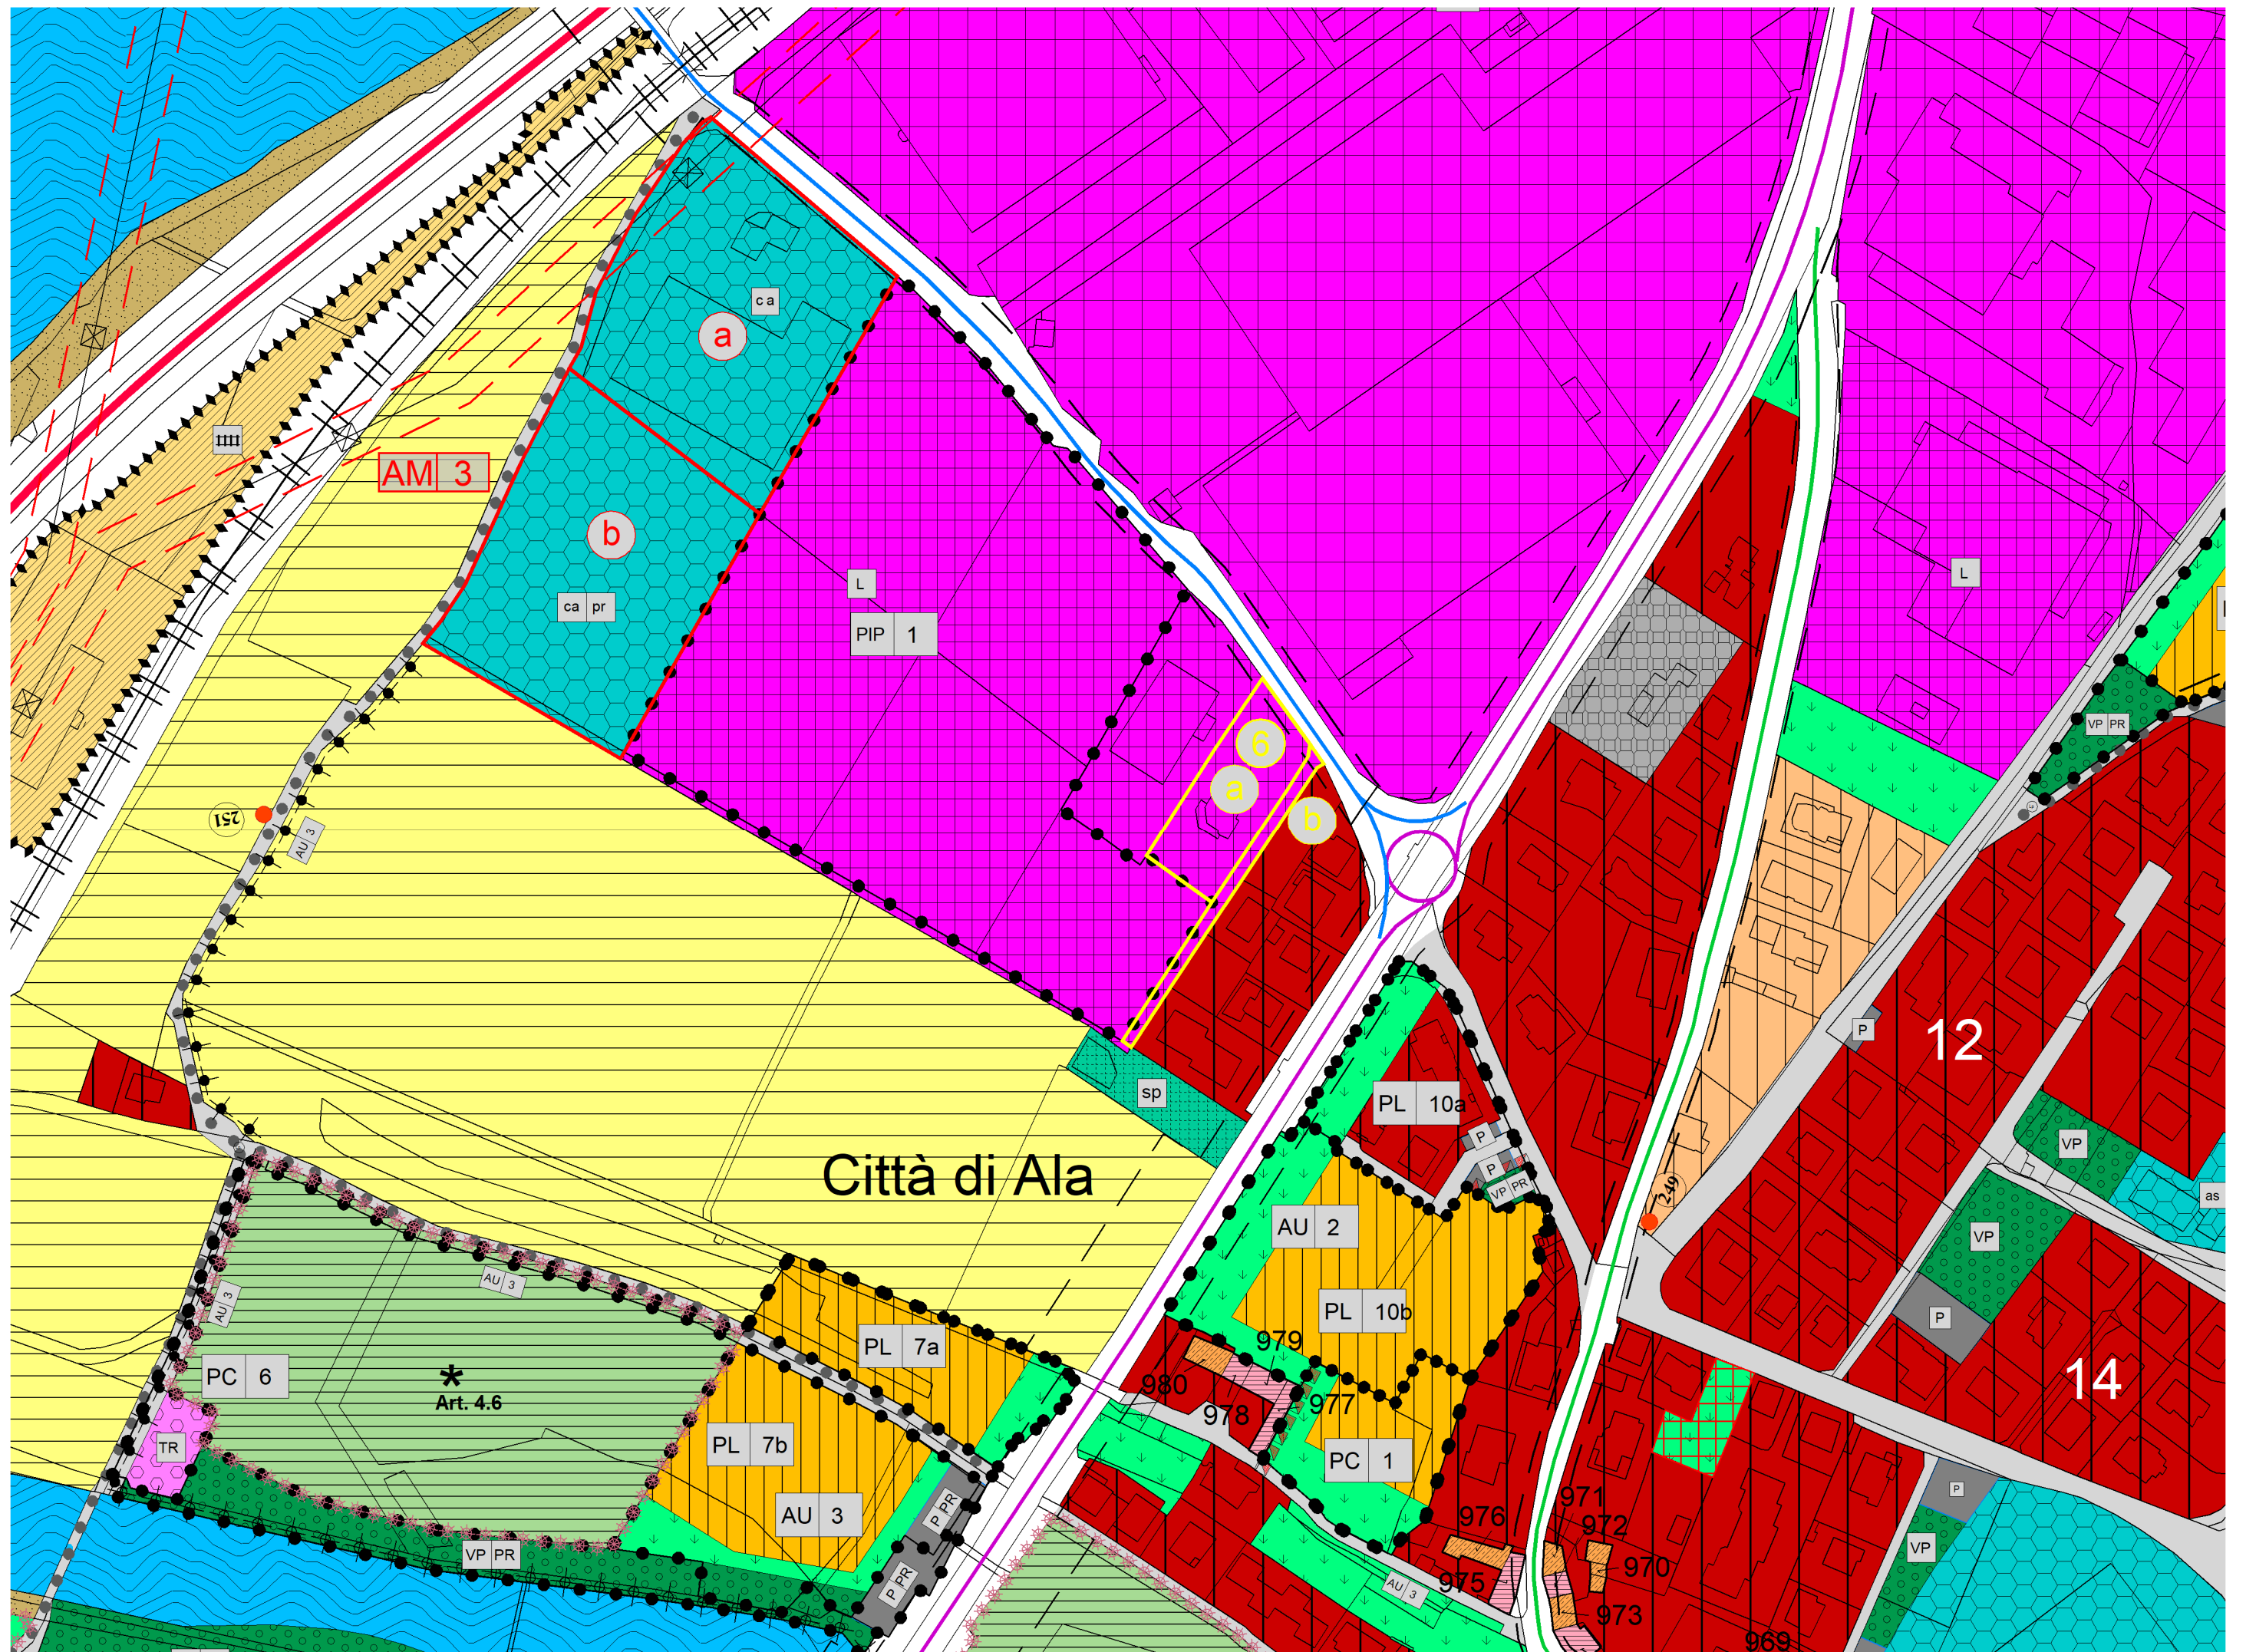 ca
a
AM 3
b
L
PIP 1
ca pr
L
VP PR
6
a
b
251
AU 3
12
P
sp
PL 10a
P
P
VP PR
VP
as
Città di Ala
249
AU 2
VP
AU 3
AU 3
PL 10b
P
PL 7a
979
PC 6
*
Art. 4.6
980
977
978
14
TR
PL 7b
PC 1
AU 3
P PR
971
P
976
972
VP PR
VP
970
P PR
AU 3
975
973
969